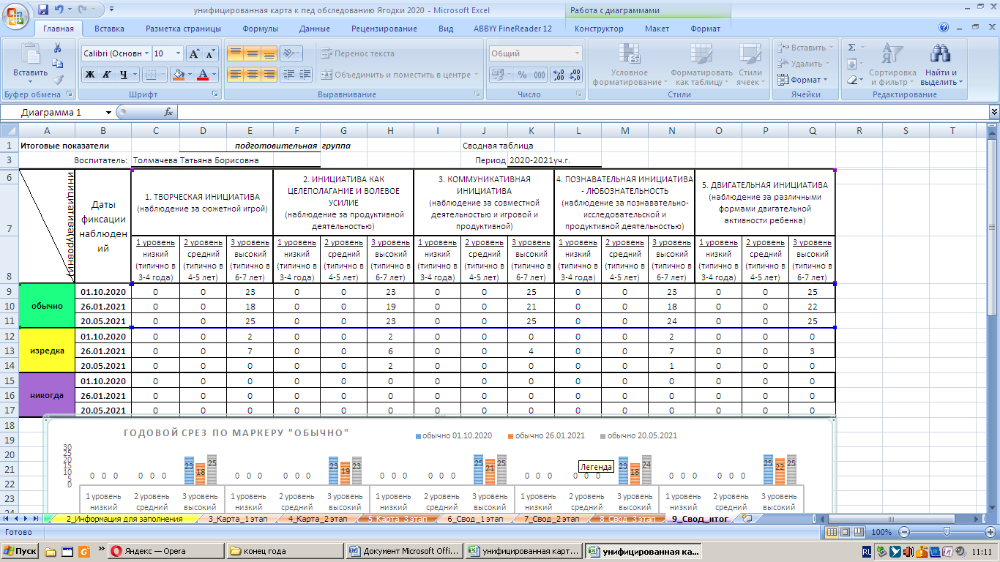 унифицированная карта к пед обследованию Ягодки 2020 - Microsoft Excel
Работа с диаграммами
Главная Вставка Разметка страницы Формулы Данные Рецензирование Вид ABBYY FineReader 12 Конструктор Макет Формат
Вставить
Буфер обмена
Calibri (Основн 10
Ж К Ч
Шрифт
Перенос текста
Объединить и поместить в центре
Выравнивание
Общий
% 000
Число
Условное форматирование
Форматировать как таблицу
Стили ячеек
Стили
Вставить
Удалить
Формат
Ячейки
Сортировка и фильтр
Найти и выделить
Редактирование
Диаграмма 1
fx
A B C D E F G H I J K L M N O P Q R S T
1 Итоговые показатели подготовительная группа Сводная таблица
3 Воспитатель: Толмачева Татьяна Борисовна Период 2020-2021уч.г.
6
7
8
инициатива(уровни)
Даты
фиксации
наблюден
ий
1. ТВОРЧЕСКАЯ ИНИЦИАТИВА
(наблюдение за сюжетной игрой)
2. ИНИЦИАТИВА КАК
ЦЕЛЕПОЛАГАНИЕ И ВОЛЕВОЕ
УСИЛИЕ
(наблюдение за продуктивной
деятельностью)
3. КОММУНИКАТИВНАЯ
ИНИЦИАТИВА
(наблюдение за совместной
деятельностью и игровой и
продуктивной)
4. ПОЗНАВАТЕЛЬНАЯ ИНИЦИАТИВА
- ЛЮБОЗНАТЕЛЬНОСТЬ
(наблюдение за познавательно-
исследовательской и
продуктивной деятельностью)
5. ДВИГАТЕЛЬНАЯ ИНИЦИАТИВА
(наблюдение за различными
формами двигательной
активности ребенка)
1 уровень 2 уровень 3 уровень 1 уровень 2 уровень 3 уровень 1 уровень 2 уровень 3 уровень 1 уровень 2 уровень 3 уровень 1 уровень 2 уровень 3 уровень
низкий средний высокий низкий средний высокий низкий средний высокий низкий средний высокий низкий средний высокий
(типично в (типично в (типично в (типично в (типично в (типично в (типично в (типично в (типично в (типично в (типично в (типично в (типично в (типично в (типично в
3-4 года) 4-5 лет) 6-7 лет) 3-4 года) 4-5 лет) 6-7 лет) 3-4 года) 4-5 лет) 6-7 лет) 3-4 года) 4-5 лет) 6-7 лет) 3-4 года) 4-5 лет) 6-7 лет)
9 01.10.2020 0 0 23 0 0 23 0 0 25 0 0 23 0 0 25
10 обычно 26.01.2021 0 0 18 0 0 19 0 0 21 0 0 18 0 0 22
11 20.05.2021 0 0 25 0 0 23 0 0 25 0 0 24 0 0 25
12 01.10.2020 0 0 2 0 0 2 0 0 0 0 0 2 0 0 0
13 изредка 26.01.2021 0 0 7 0 0 6 0 0 4 0 0 7 0 0 3
14 20.05.2021 0 0 0 0 0 2 0 0 0 0 0 1 0 0 0
15 01.10.2020 0 0 0 0 0 0 0 0 0 0 0 0 0 0 0
16 никогда 26.01.2021 0 0 0 0 0 0 0 0 0 0 0 0 0 0 0
17 20.05.2021 0 0 0 0 0 0 0 0 0 0 0 0 0 0 0
18
19
20
21
22
23
24
ГОДОВОЙ СРЕЗ ПО МАРКЕРУ "ОБЫЧНО"
обычно 01.10.2020 обычно 26.01.2021 обычно 20.05.2021
30
25
20
15
10
5
0
0 0 0 0 0 0 23 18 25 0 0 0 0 0 0 23 19 23 0 0 0 0 0 0 25 21 25 0 0 0 0 0 0 23 18 24 0 0 0 0 0 0 25 22 25
Легенда
1 уровень 2 уровень 3 уровень 1 уровень 2 уровень 3 уровень 1 уровень 2 уровень 3 уровень 1 уровень 2 уровень 3 уровень 1 уровень 2 уровень 3 уровень
низкий средний высокий низкий средний высокий низкий средний высокий низкий средний высокий низкий средний высокий
2_Информация для заполнения 3_Карта_1 этап 4_Карта_2 этап 5_Карта_3 этап 6_Свод_1 этап 7_Свод_2 этап 8_Свод_3 этап 9_Свод_итог
Готово
100%
Пуск
Яндекс — Opera
конец года
Документ Microsoft Offi...
унифицированная карт...
унифицированная ка...
RL
11:11